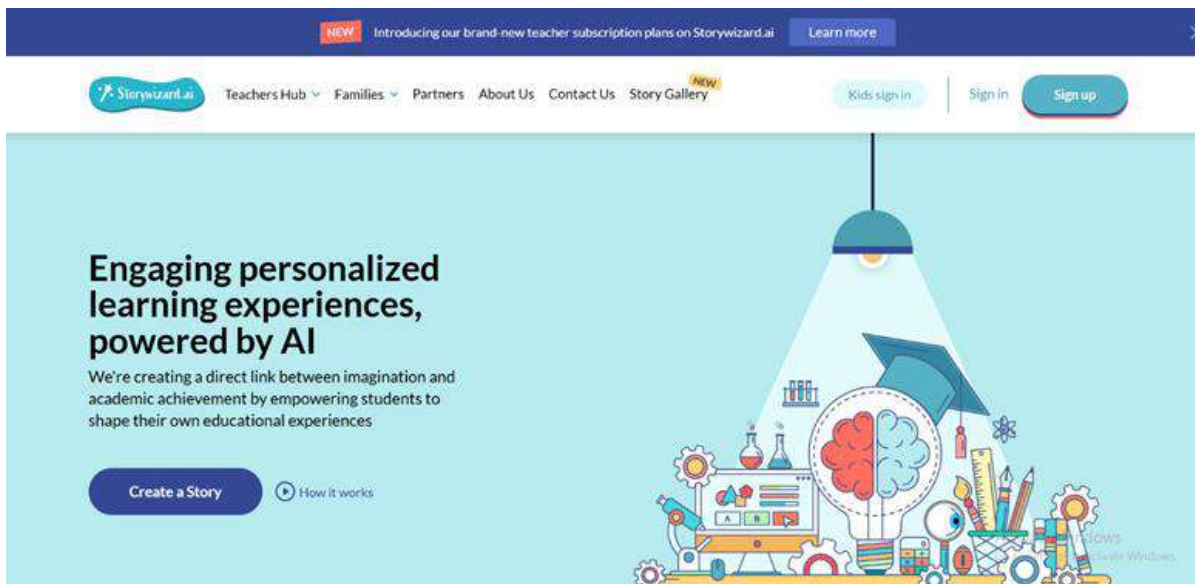 NEW Introducing our brand-new teacher subscription plans on Storywizard.ai Learn more
Storywizard.ai Teachers Hub Families Partners About Us Contact Us Story Gallery NEW Kids sign in Sign in Sign up
Engaging personalized
learning experiences,
powered by AI
We're creating a direct link between imagination and
academic achievement by empowering students to
shape their own educational experiences
Create a Story How it works
A B